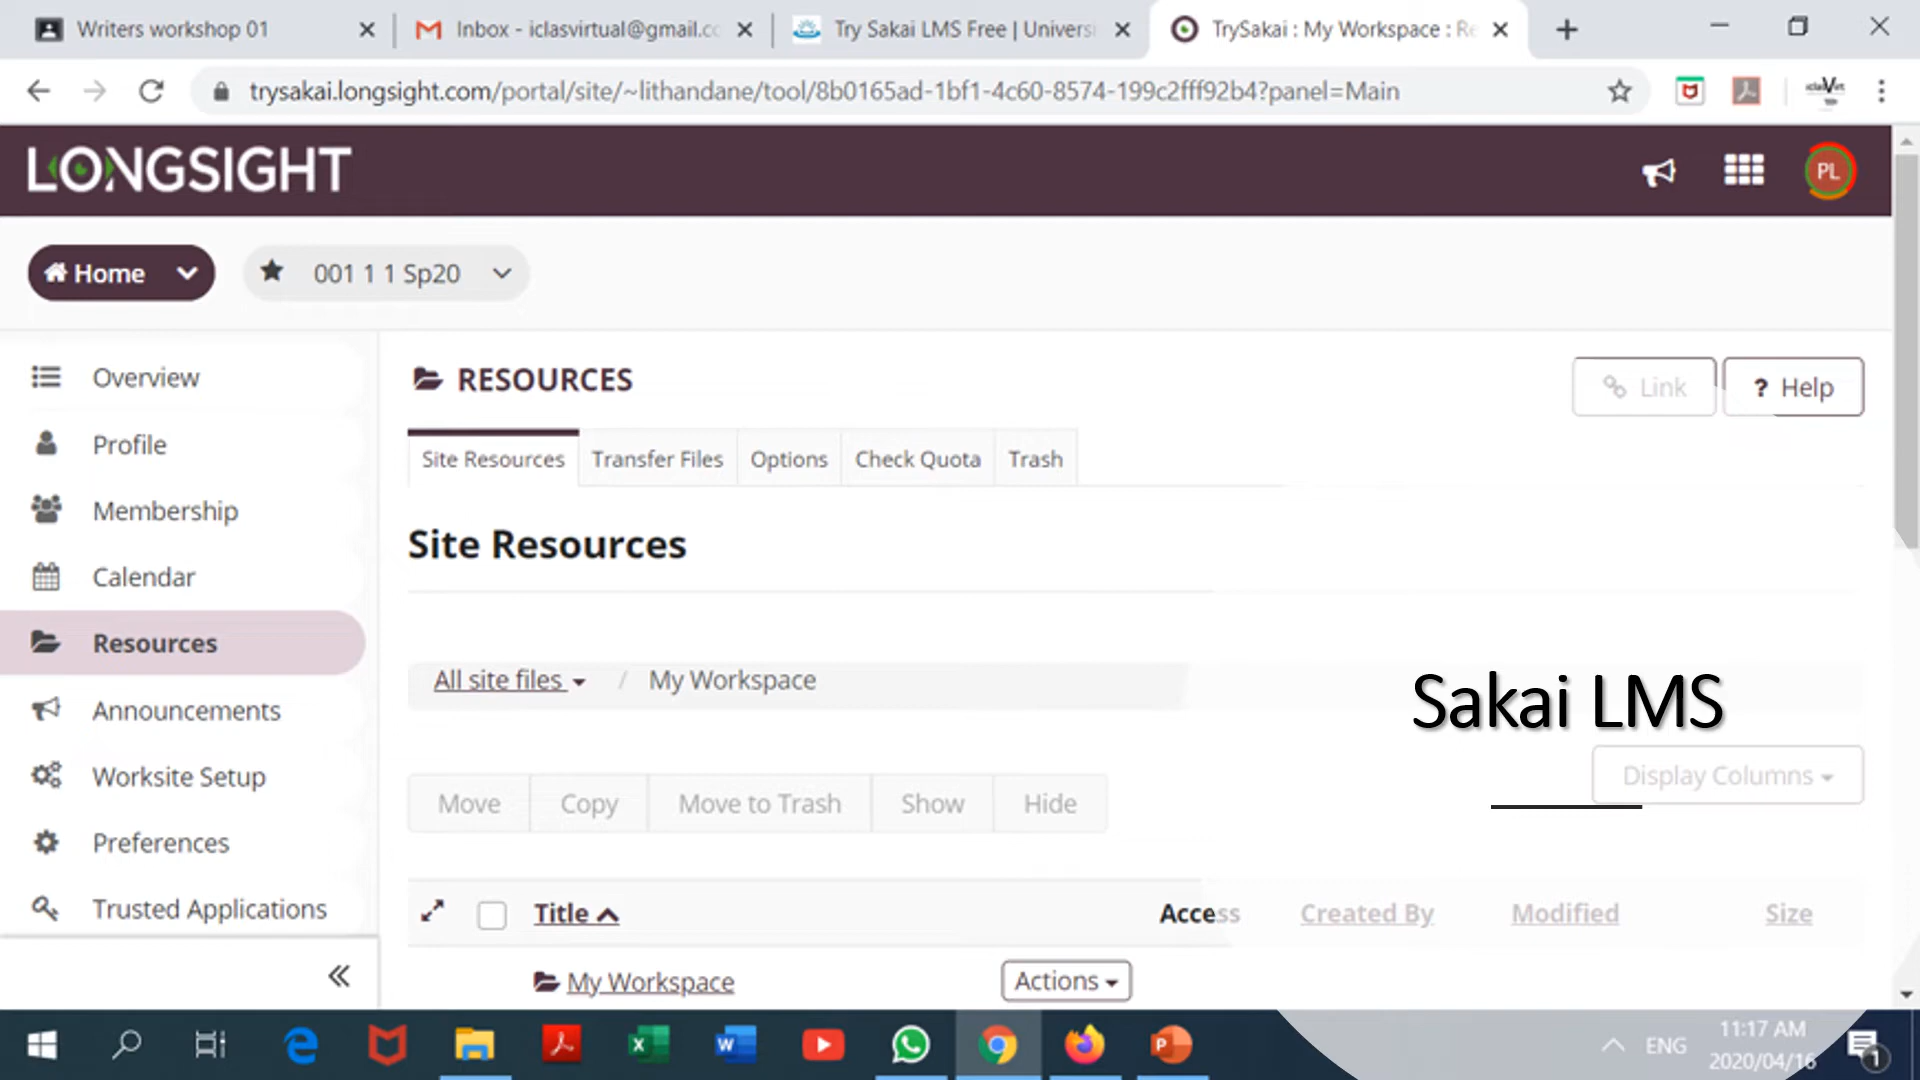 Writers workshop 01
Inbox - iclasvirtual@gmail.cc
Try Sakai LMS Free | Universi
TrySakai : My Workspace : Re
trysakai.longsight.com/portal/site/~lithandane/tool/8b0165ad-1bf1-4c60-8574-199c2fff92b4?panel=Main
LONGSIGHT
PL
Home
001 1 1 Sp20
Overview
Profile
Membership
Calendar
Resources
Announcements
Worksite Setup
Preferences
Trusted Applications
RESOURCES
Link
? Help
Site Resources
Transfer Files
Options
Check Quota
Trash
Site Resources
All site files / My Workspace
Sakai LMS
Display Columns
Move
Copy
Move to Trash
Show
Hide
Title
Access
Created By
Modified
Size
My Workspace
Actions
ENG
11:17 AM
2020/04/16
1